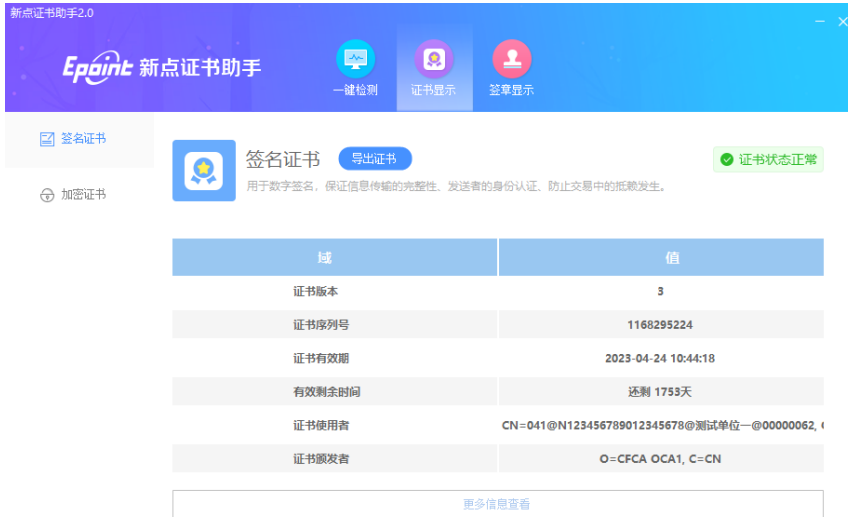 新点证书助手2.0
Epoint 新点证书助手
一键检测 证书显示 签章显示
签名证书
加密证书
签名证书 导出证书 证书状态正常
用于数字签名，保证信息传输的完整性、发送者的身份认证、防止交易中的抵赖发生。
域 值
证书版本 3
证书序列号 1168295224
证书有效期 2023-04-24 10:44:18
有效剩余时间 还剩 1753天
证书使用者 CN=041@N123456789012345678@测试单位一@00000062,
证书颁发者 O=CFCA OCA1, C=CN
更多信息查看